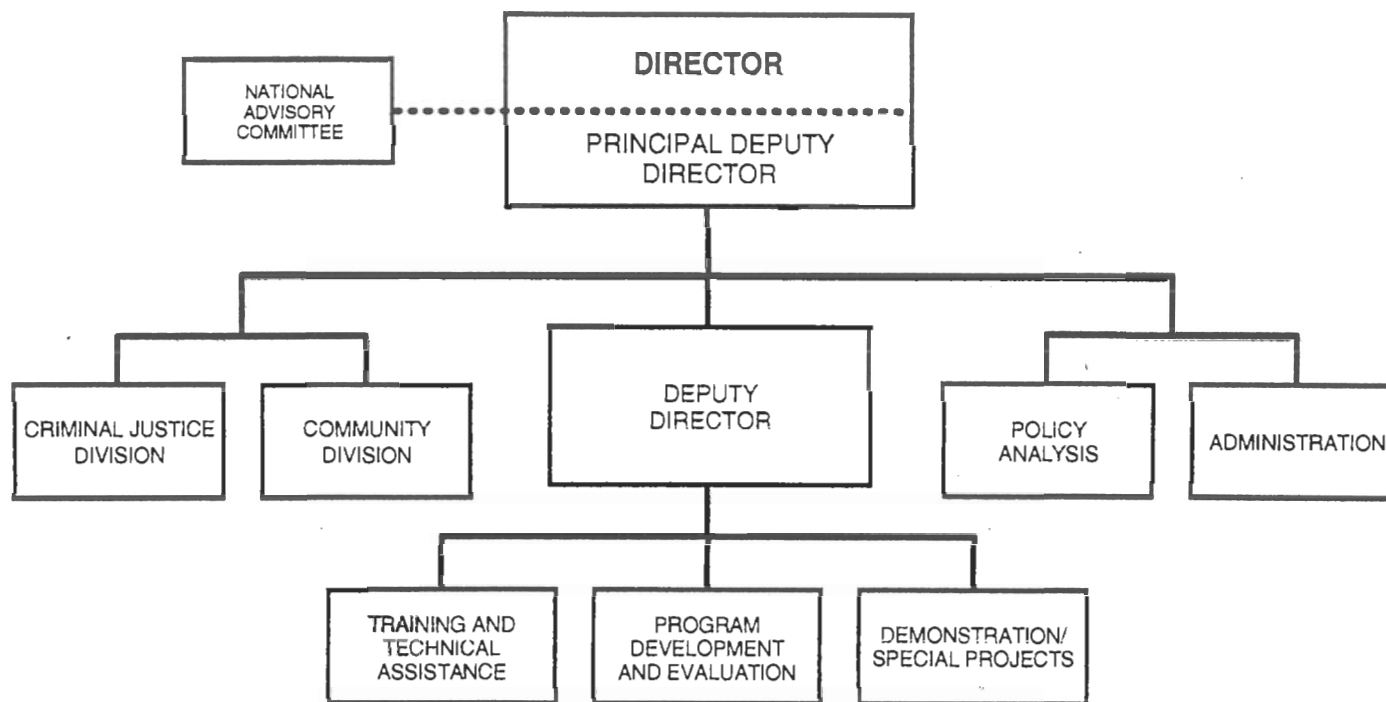 DIRECTOR
NATIONAL
ADVISORY
COMMITTEE
PRINCIPAL DEPUTY
DIRECTOR
CRIMINAL JUSTICE
DIVISION
COMMUNITY
DIVISION
DEPUTY
DIRECTOR
POLICY
ANALYSIS
ADMINISTRATION
TRAINING AND
TECHNICAL
ASSISTANCE
PROGRAM
DEVELOPMENT
AND EVALUATION
DEMONSTRATION/
SPECIAL PROJECTS